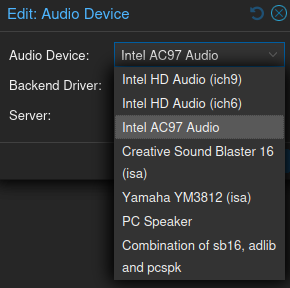 Edit: Audio Device
Audio Device: Intel AC97 Audio
Backend Driver:
Server:
Intel HD Audio (ich9)
Intel HD Audio (ich6)
Intel AC97 Audio
Creative Sound Blaster 16
(isa)
Yamaha YM3812 (isa)
PC Speaker
Combination of sb16, adlib
and pcspk